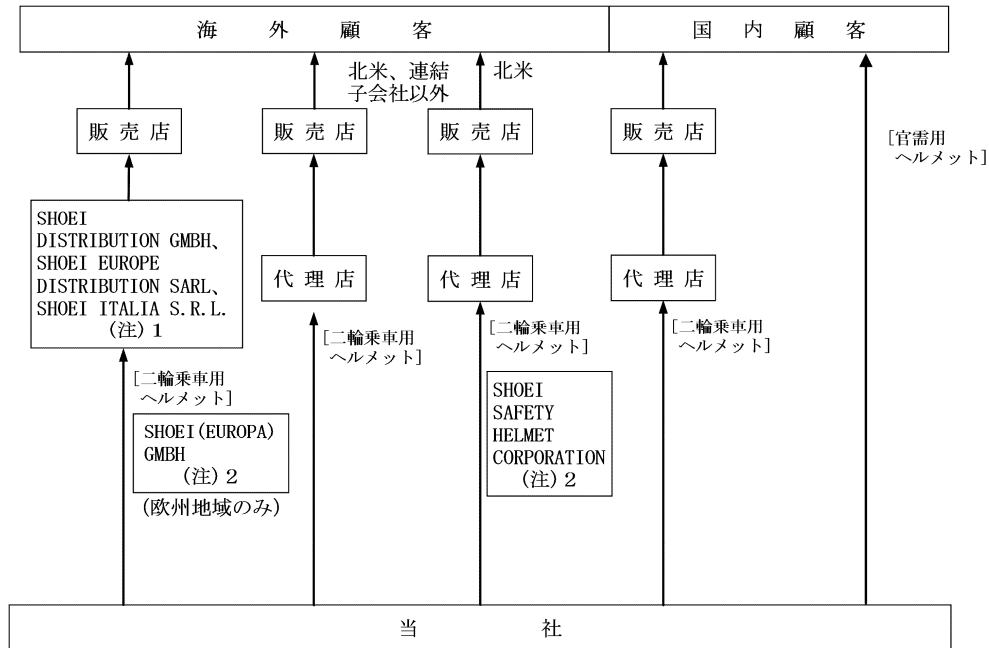 海外顧客
国内顧客
北米、連結
子会社以外
北米
販売店
販売店
販売店
販売店
[官需用
ヘルメット]
SHOEI
DISTRIBUTION GMBH、
SHOEI EUROPE
DISTRIBUTION SARL、
SHOEI ITALIA S.R.L.
(注)1
代理店
代理店
代理店
[二輪乗車用
ヘルメット]
[二輪乗車用
ヘルメット]
[二輪乗車用
ヘルメット]
[二輪乗車用
ヘルメット]
SHOEI(EUROPA)
GMBH
(注)2
(欧州地域のみ)
SHOEI
SAFETY
HELMET
CORPORATION
(注)2
当社